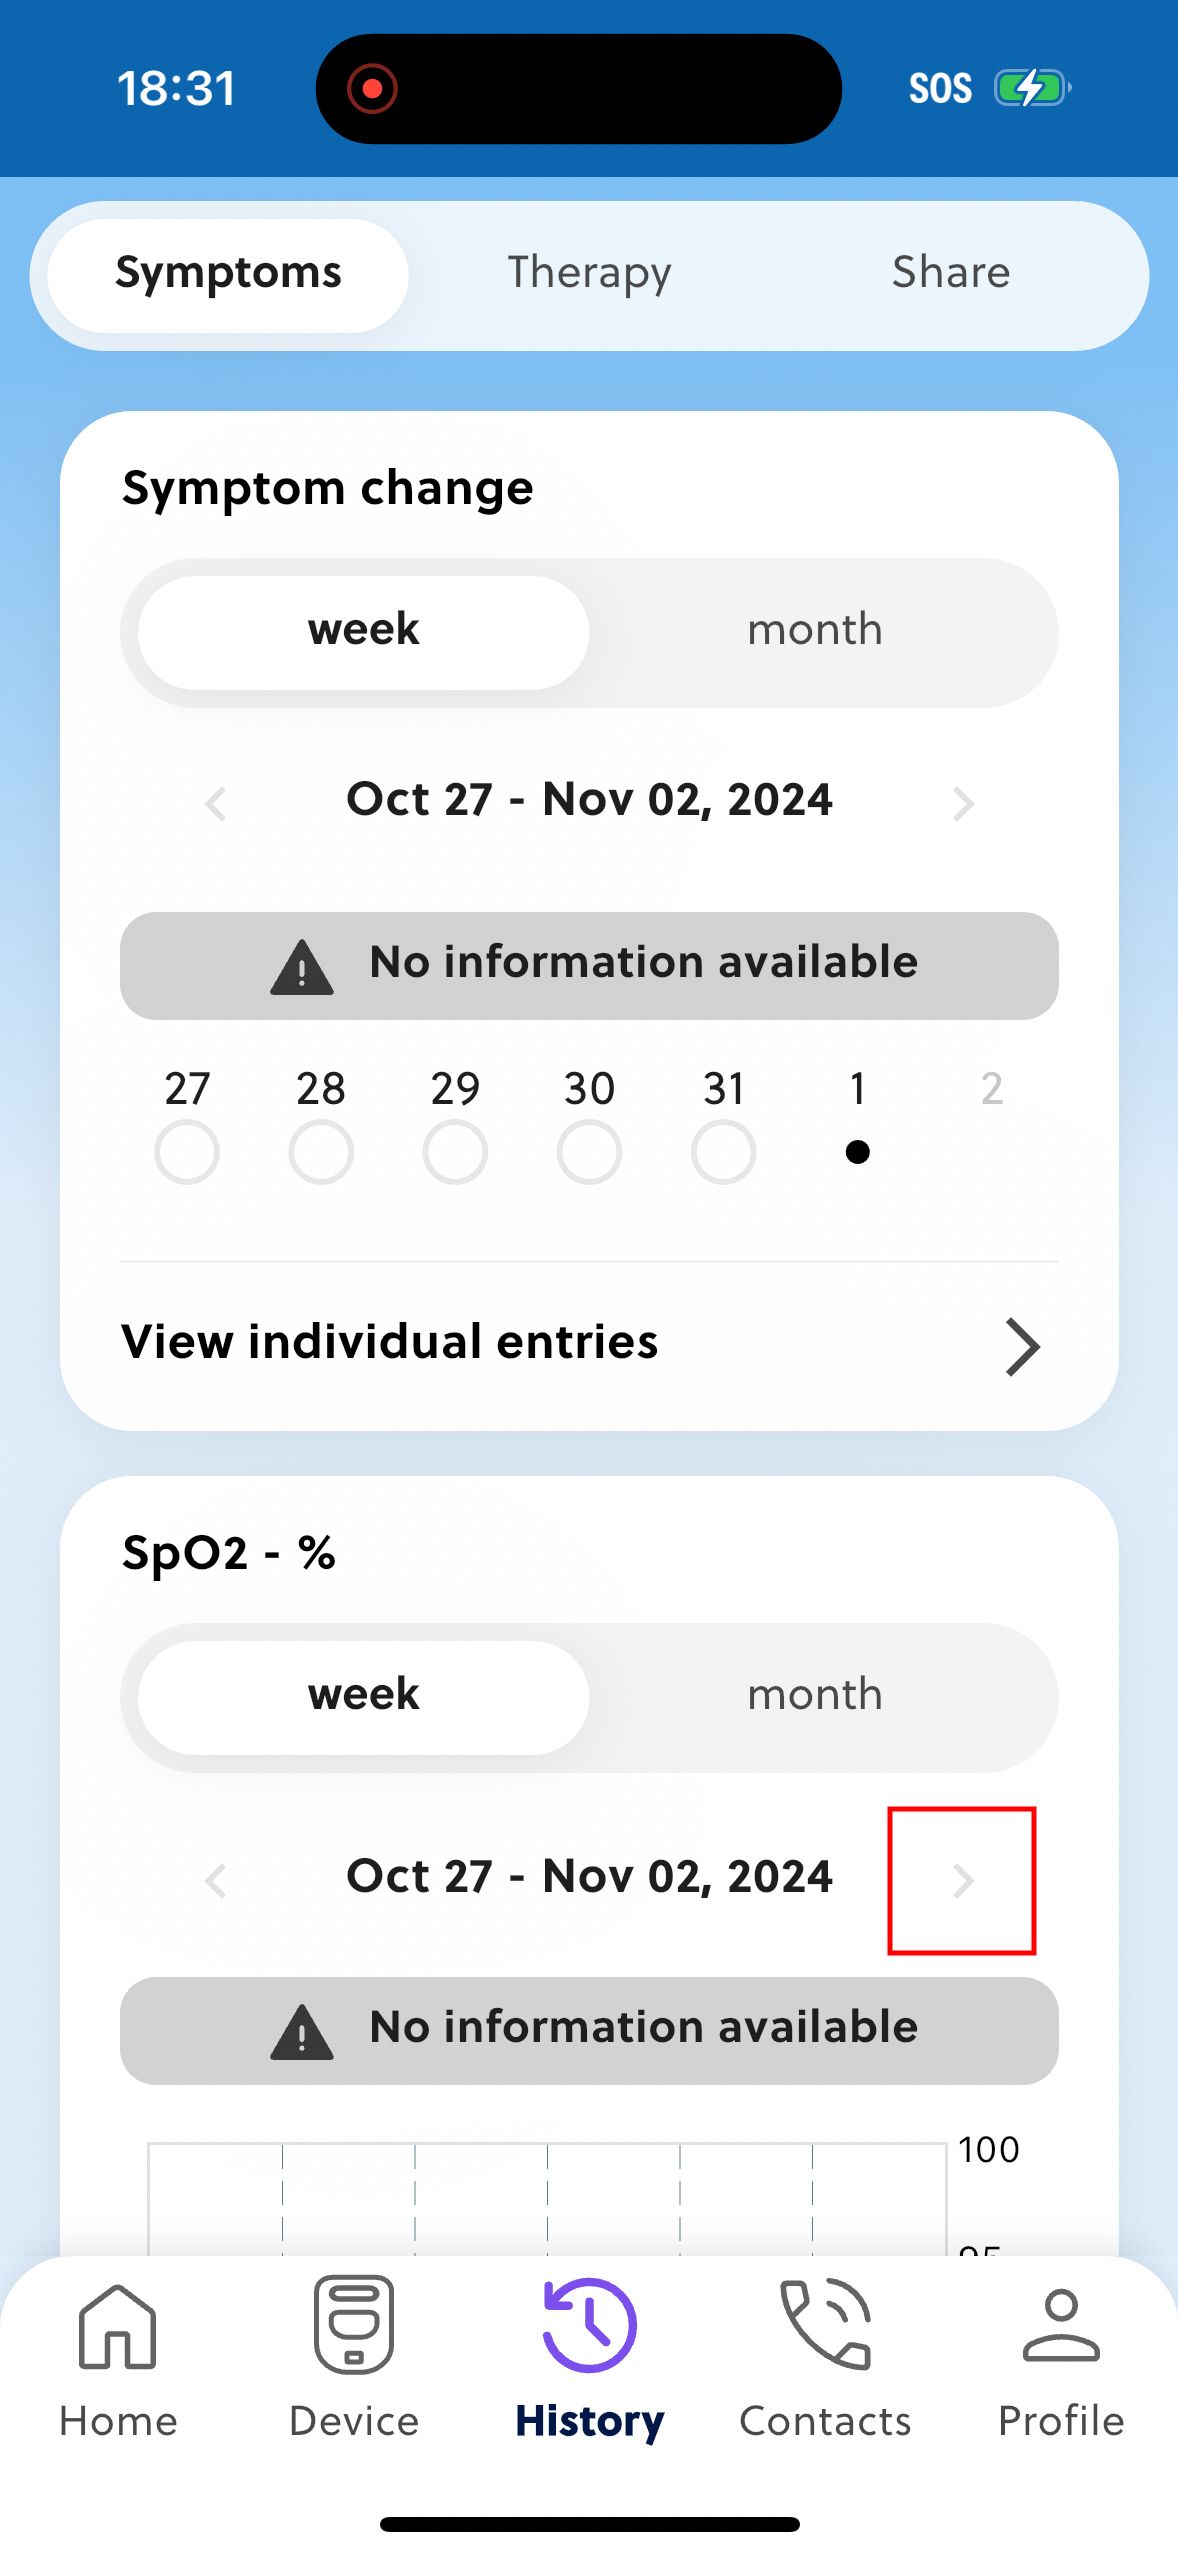 18:31
SOS
Symptoms Therapy Share
Symptom change
week month
Oct 27 - Nov 02, 2024
No information available
27 28 29 30 31 1 2
View individual entries
SpO2 - %
week month
Oct 27 - Nov 02, 2024
No information available
100
95
Home Device History Contacts Profile